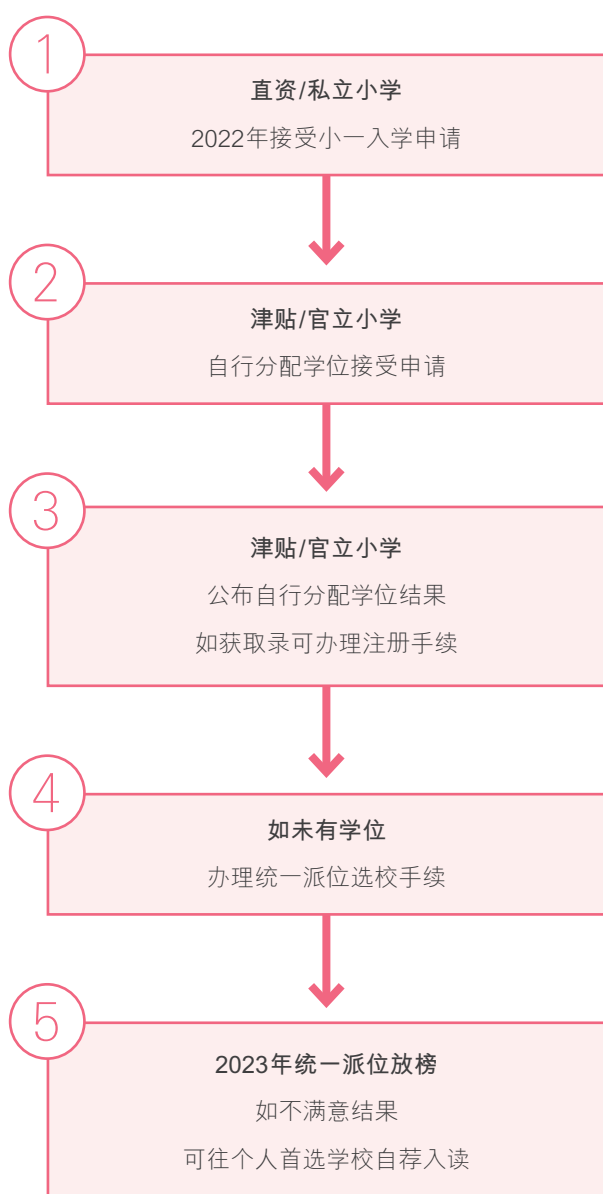 1
直资/私立小学
2022年接受小一入学申请
2
津贴/官立小学
自行分配学位接受申请
3
津贴/官立小学
公布自行分配学位结果
如获取录可办理注册手续
4
如未有学位
办理统一派位选校手续
5
2023年统一派位放榜
如不满意结果
可往个人首选学校自荐入读